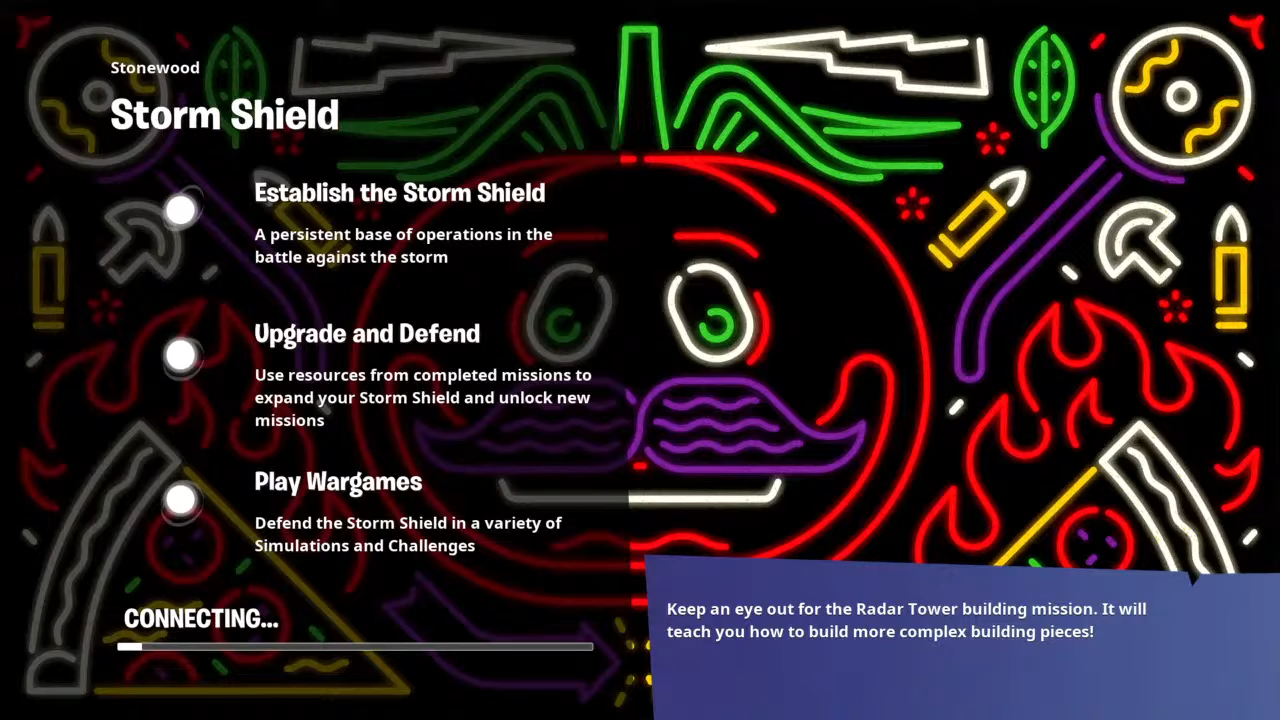 Stonewood
Storm Shield
Establish the Storm Shield
A persistent base of operations in the
battle against the storm
Upgrade and Defend
Use resources from completed missions to
expand your Storm Shield and unlock new
missions
Play Wargames
Defend the Storm Shield in a variety of
Simulations and Challenges
CONNECTING...
Keep an eye out for the Radar Tower building mission. It will
teach you how to build more complex building pieces!